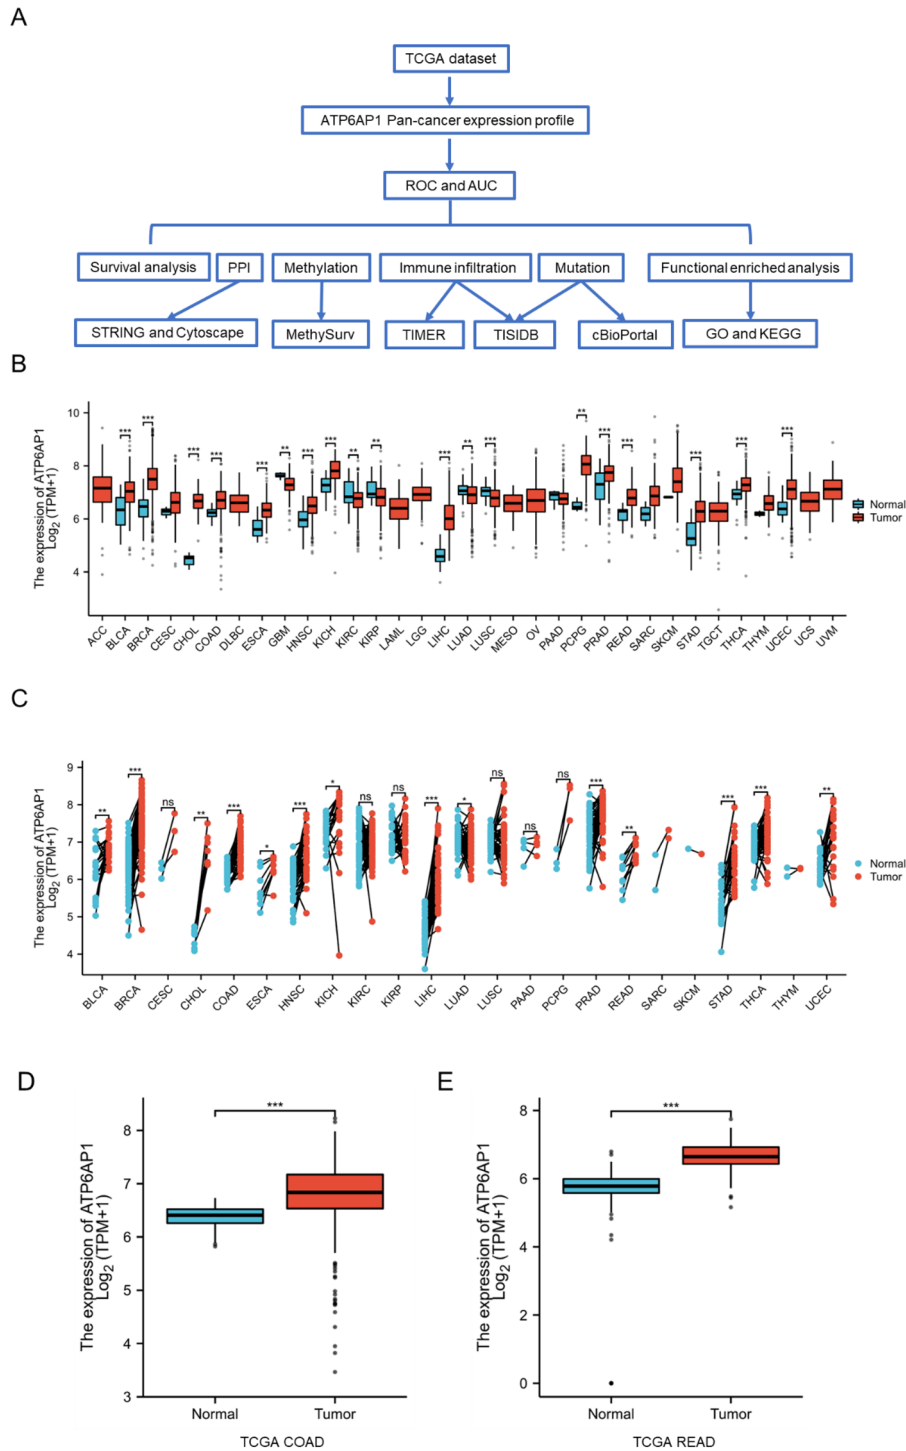 A
TCGA dataset
ATP6AP1 Pan-cancer expression profile
ROC and AUC
Survival analysis PPI Methylation Immune infiltration Mutation Functional enriched analysis
STRING and Cytoscape MethySurv TIMER TISIDB cBioPortal GO and KEGG
B
The expression of ATP6AP1
Log2 (TPM+1)
10
8
6
4
*** *** * *** *** *** ** *** *** ** ** *** ** *** ** *** *** *** *** ***
Normal
Tumor
ACC BLCA BRCA CESC CHOL COAD DLBC ESCA GBM HNSC KICH KIRC KIRP LAML LGG LIHC LUAD LUSC MESO OV PAAD PCPG PRAD READ SARC SKCM STAD TGCT THCA THYM UCEC UCS UVM
C
The expression of ATP6AP1
Log2 (TPM+1)
9
8
7
6
5
4
** *** ns ** *** * *** * ns ns *** * ns ns ns *** ** *** *** **
Normal
Tumor
BLCA BRCA CESC CHOL COAD ESCA HNSC KICH KIRC KIRP LIHC LUAD LUSC PAAD PCPG PRAD READ SARC SKCM STAD THCA THYM UCEC
D
The expression of ATP6AP1
Log2 (TPM+1)
8
7
6
5
4
3
***
Normal Tumor
TCGA COAD
E
The expression of ATP6AP1
Log2 (TPM+1)
8
6
4
2
0
***
Normal Tumor
TCGA READ